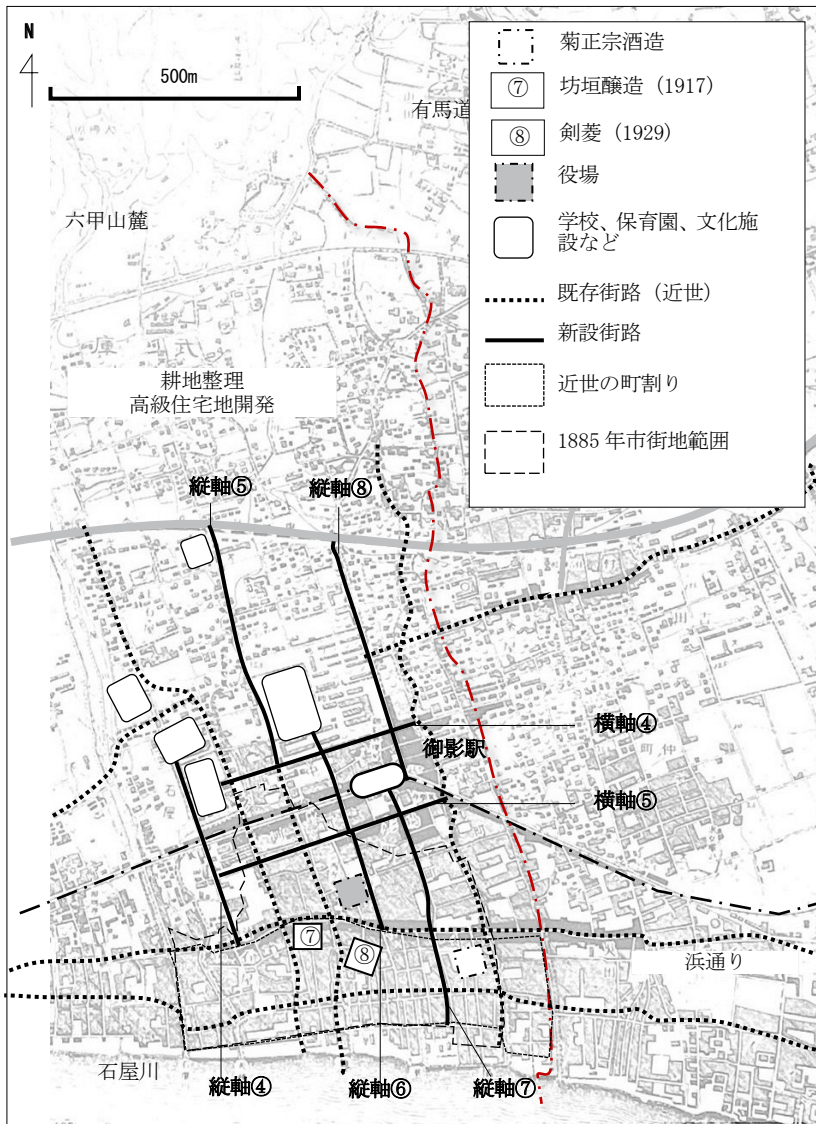 N
500m
有馬道
六甲山麓
菊正宗酒造
⑦ 坊垣醸造（1917）
⑧ 剣菱（1929）
役場
学校、保育園、文化施
設など
既存街路（近世）
新設街路
近世の町割り
1885 年市街地範囲
耕地整理
高級住宅地開発
縦軸⑤
縦軸⑧
横軸④
御影駅
横軸⑤
⑦
⑧
浜通り
石屋川
縦軸④
縦軸⑥
縦軸⑦